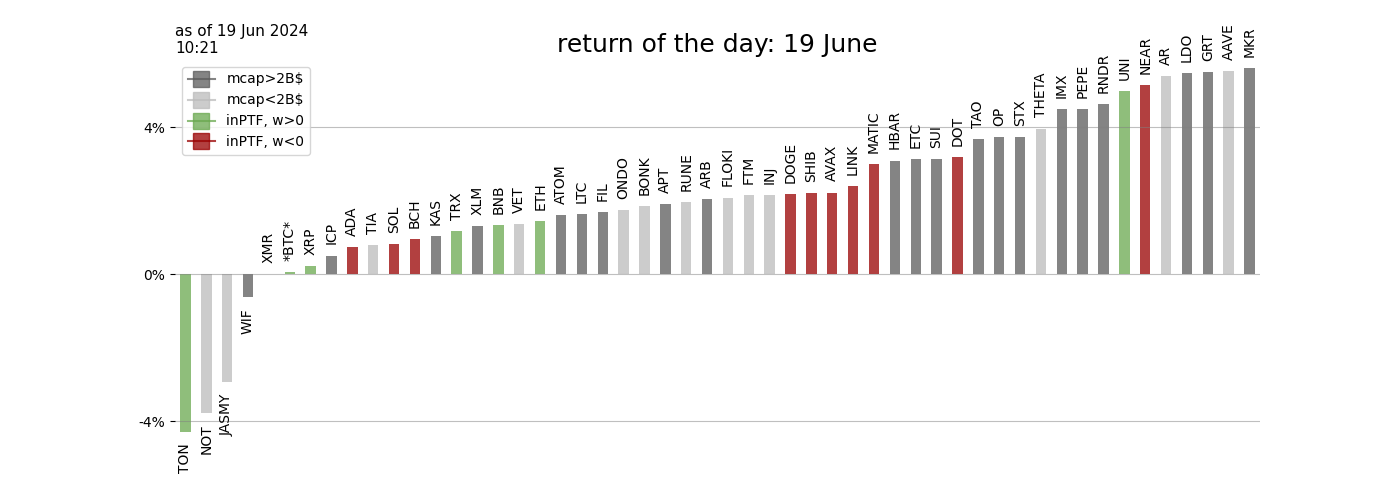 as of 19 Jun 2024
10:21
return of the day: 19 June
mcap>2B$
mcap<2B$
inPTF, w>0
inPTF, w<0
4%
0%
-4%
TON
NOT
JASMY
WIF
XMR
*BTC*
XRP
ICP
ADA
TIA
SOL
BCH
KAS
TRX
XLM
BNB
VET
ETH
ATOM
LTC
FIL
ONDO
BONK
APT
RUNE
ARB
FLOKI
FTM
INJ
DOGE
SHIB
AVAX
LINK
MATIC
HBAR
ETC
SUI
DOT
TAO
OP
STX
THETA
IMX
PEPE
RNDR
UNI
NEAR
AR
LDO
GRT
AAVE
MKR